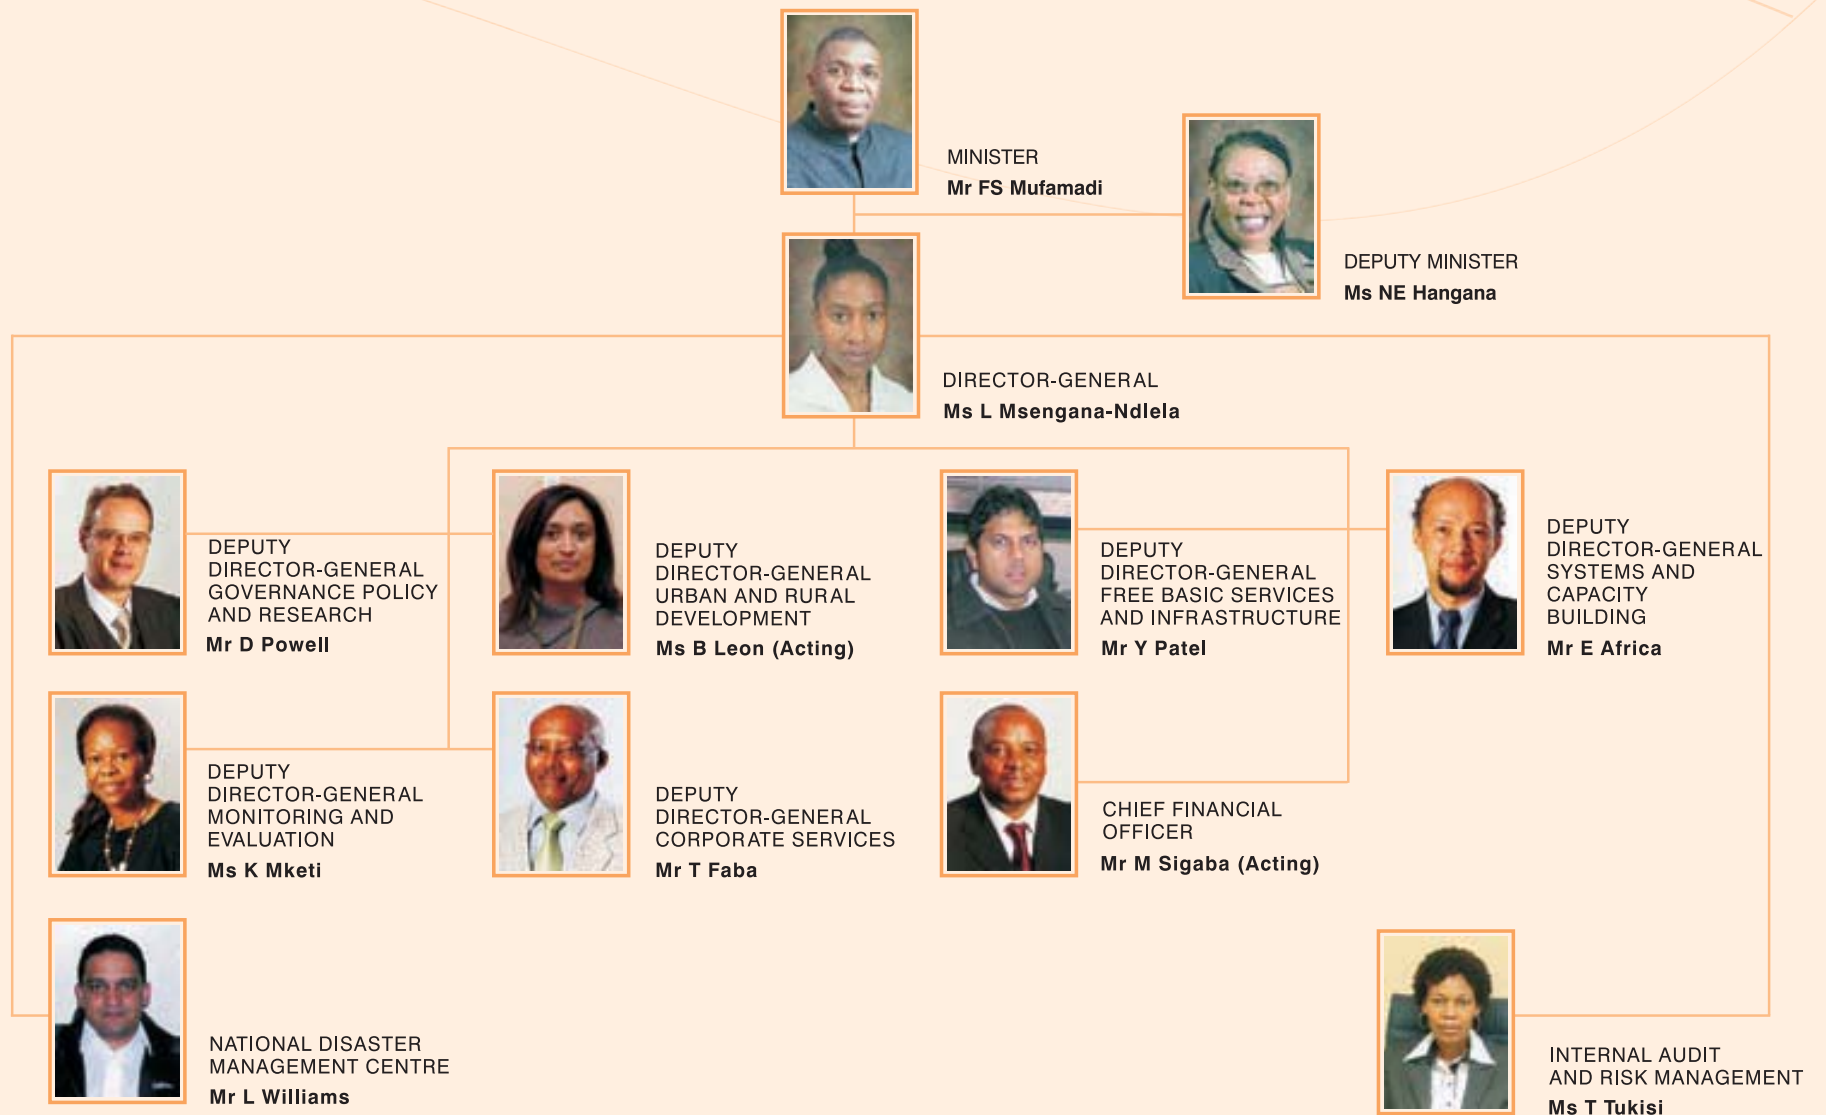 MINISTER
Mr FS Mufamadi
DEPUTY MINISTER
Ms NE Hangana
DIRECTOR-GENERAL
Ms L Msengana-Ndlela
DEPUTY
DIRECTOR-GENERAL
GOVERNANCE POLICY
AND RESEARCH
Mr D Powell
DEPUTY
DIRECTOR-GENERAL
URBAN AND RURAL
DEVELOPMENT
Ms B Leon (Acting)
DEPUTY
DIRECTOR-GENERAL
FREE BASIC SERVICES
AND INFRASTRUCTURE
Mr Y Patel
DEPUTY
DIRECTOR-GENERAL
SYSTEMS AND
CAPACITY
BUILDING
Mr E Africa
DEPUTY
DIRECTOR-GENERAL
MONITORING AND
EVALUATION
Ms K Mketi
DEPUTY
DIRECTOR-GENERAL
CORPORATE SERVICES
Mr T Faba
CHIEF FINANCIAL
OFFICER
Mr M Sigaba (Acting)
NATIONAL DISASTER
MANAGEMENT CENTRE
Mr L Williams
INTERNAL AUDIT
AND RISK MANAGEMENT
Ms T Tukisi